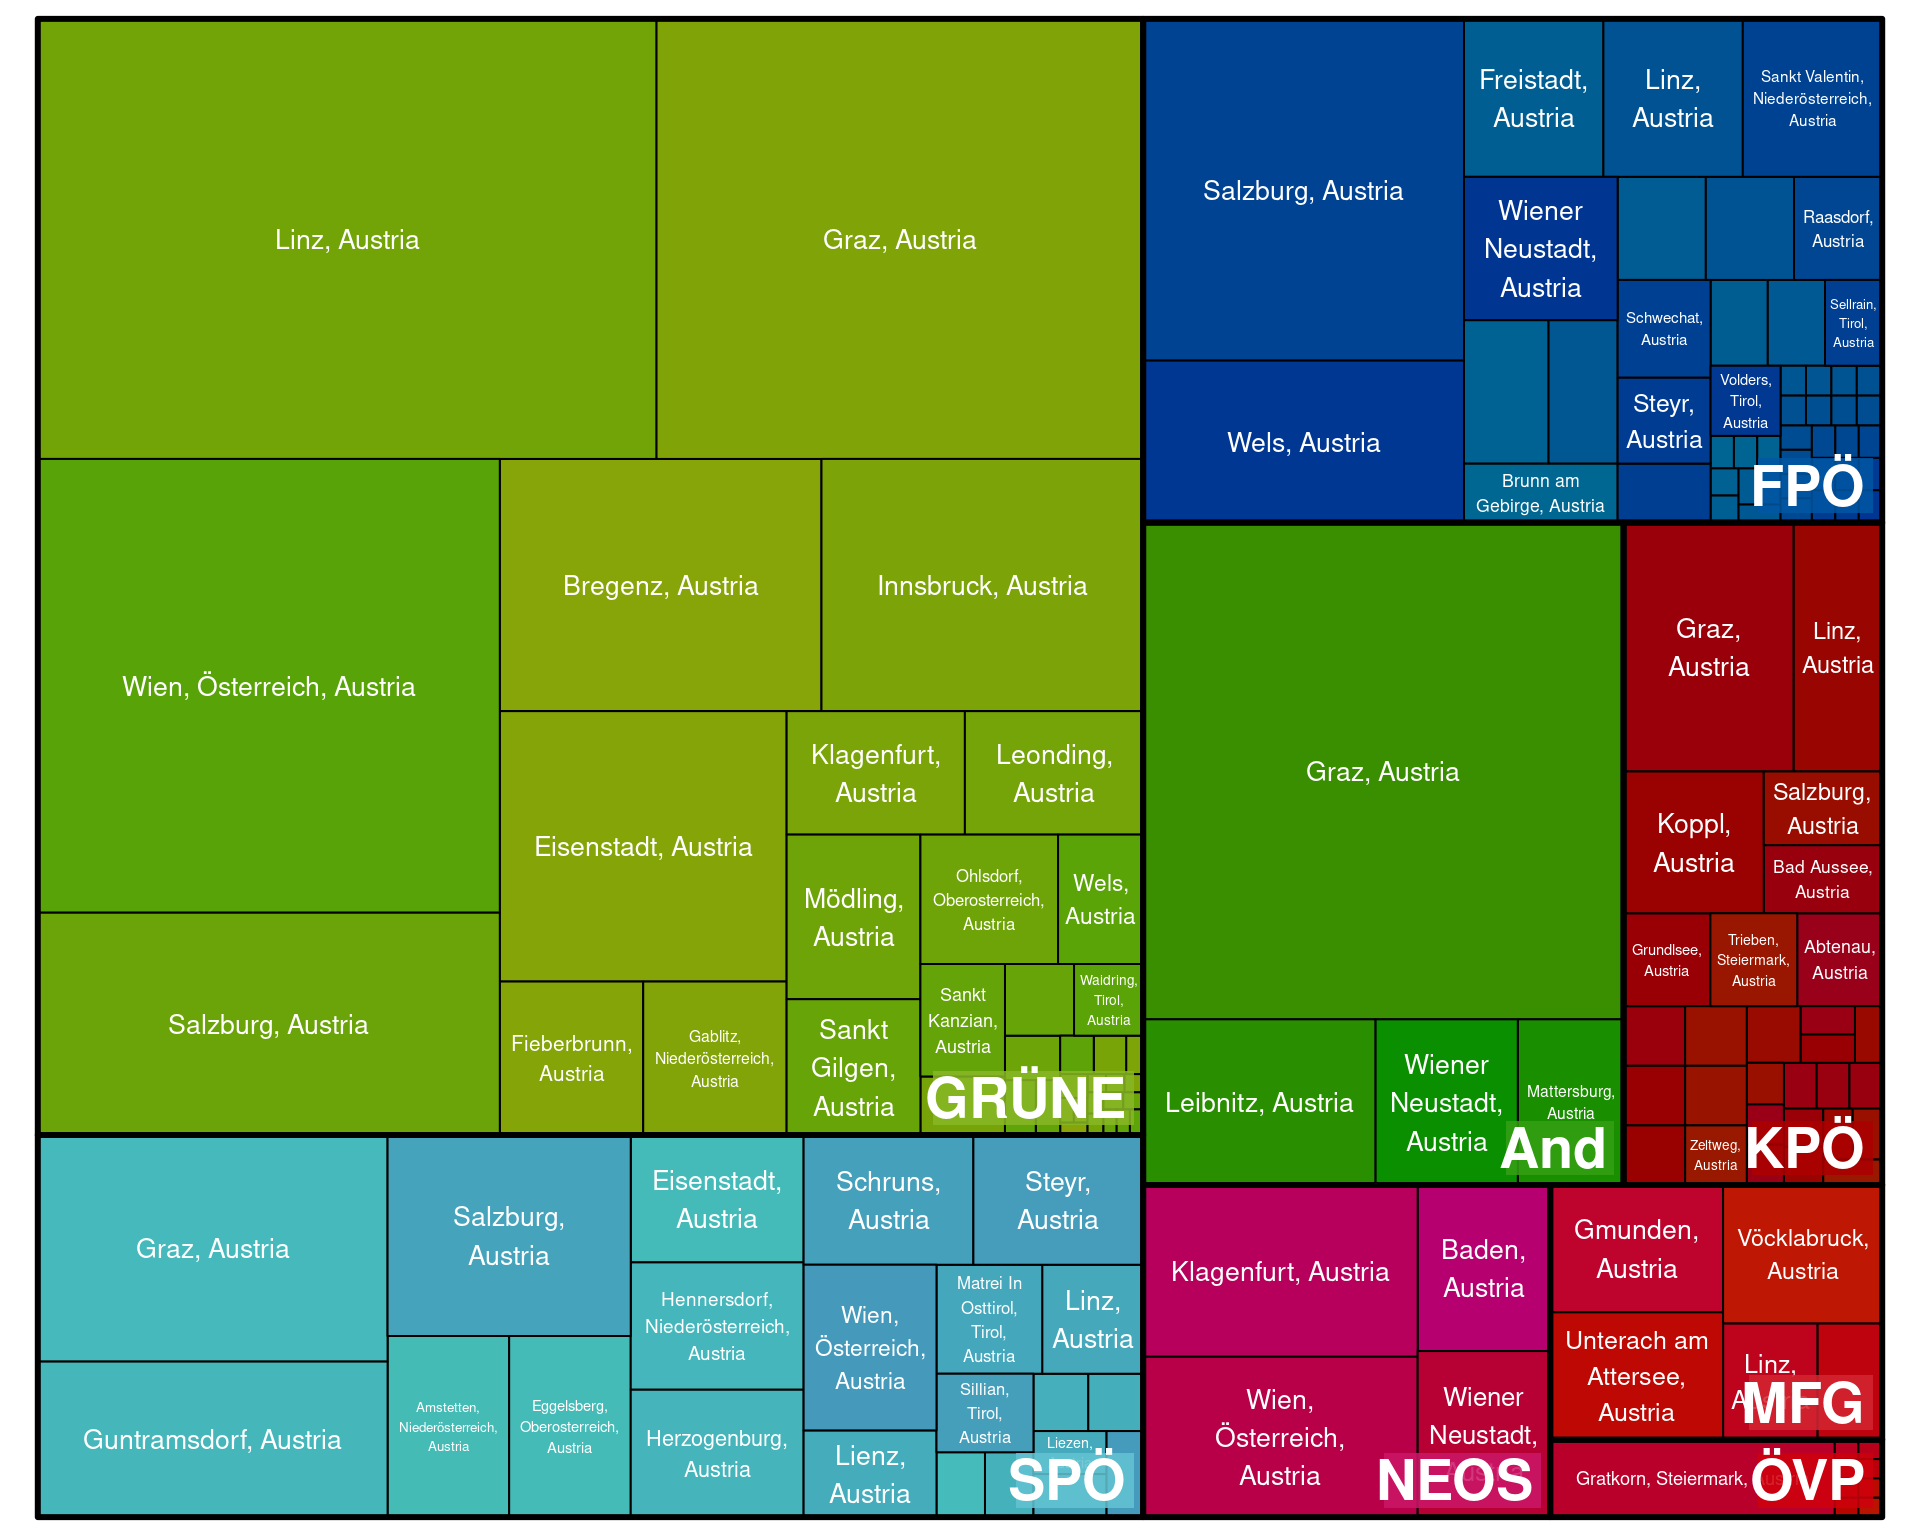 Linz, Austria
Graz, Austria
Wien, Österreich, Austria
Bregenz, Austria
Innsbruck, Austria
Salzburg, Austria
Eisenstadt, Austria
Klagenfurt,
Austria
Leonding,
Austria
Mödling,
Austria
Ohlsdorf,
Oberosterreich,
Austria
Wels,
Austria
Fieberbrunn,
Austria
Gablitz,
Niederösterreich,
Austria
Sankt
Gilgen,
Austria
Sankt
Kanzian,
Austria
Waidring,
Tirol,
Austria
GRÜNE
Salzburg, Austria
Wels, Austria
Freistadt,
Austria
Linz,
Austria
Sankt Valentin,
Niederösterreich,
Austria
Wiener
Neustadt,
Austria
Raasdorf,
Austria
Schwechat,
Austria
Sellrain,
Tirol,
Austria
Steyr,
Austria
Volders,
Tirol,
Austria
Brunn am
Gebirge, Austria
FPÖ
Graz, Austria
Leibnitz, Austria
Wiener
Neustadt,
Austria
Mattersburg,
Austria
And
Graz,
Austria
Linz,
Austria
Koppl,
Austria
Salzburg,
Austria
Bad Aussee,
Austria
Grundlsee,
Austria
Trieben,
Steiermark,
Austria
Abtenau,
Austria
Zeltweg,
Austria
KPÖ
Graz, Austria
Guntramsdorf, Austria
Salzburg,
Austria
Amstetten,
Niederösterreich,
Austria
Eggelsberg,
Oberosterreich,
Austria
Eisenstadt,
Austria
Hennersdorf,
Niederösterreich,
Austria
Herzogenburg,
Austria
Schruns,
Austria
Steyr,
Austria
Wien,
Österreich,
Austria
Matrei In
Osttirol,
Tirol,
Austria
Linz,
Austria
Sillian,
Tirol,
Austria
Lienz,
Austria
Liezen,
SPÖ
Klagenfurt, Austria
Baden,
Austria
Wien,
Österreich,
Austria
Wiener
Neustadt,
Austria
NEOS
Gmunden,
Austria
Vöcklabruck,
Austria
Unterach am
Attersee,
Austria
Linz,
MFG
Gratkorn, Steiermark,
ÖVP